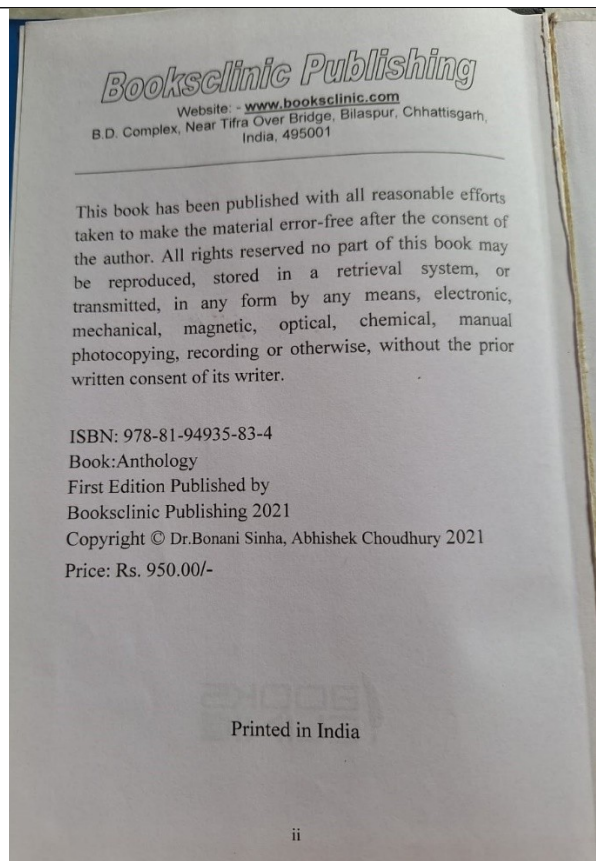 Booksclinic Publishing
Website: - www.booksclinic.com
B.D. Complex, Near Tifra Over Bridge, Bilaspur, Chhattisgarh,
India, 495001
This book has been published with all reasonable efforts
taken to make the material error-free after the consent of
the author. All rights reserved no part of this book may
be reproduced, stored in a retrieval system, or
transmitted, in any form by any means, electronic,
mechanical, magnetic, optical, chemical, manual
photocopying, recording or otherwise, without the prior
written consent of its writer.
ISBN: 978-81-94935-83-4
Book:Anthology
First Edition Published by
Booksclinic Publishing 2021
Copyright © Dr.Bonani Sinha, Abhishek Choudhury 2021
Price: Rs. 950.00/-
Printed in India
ii